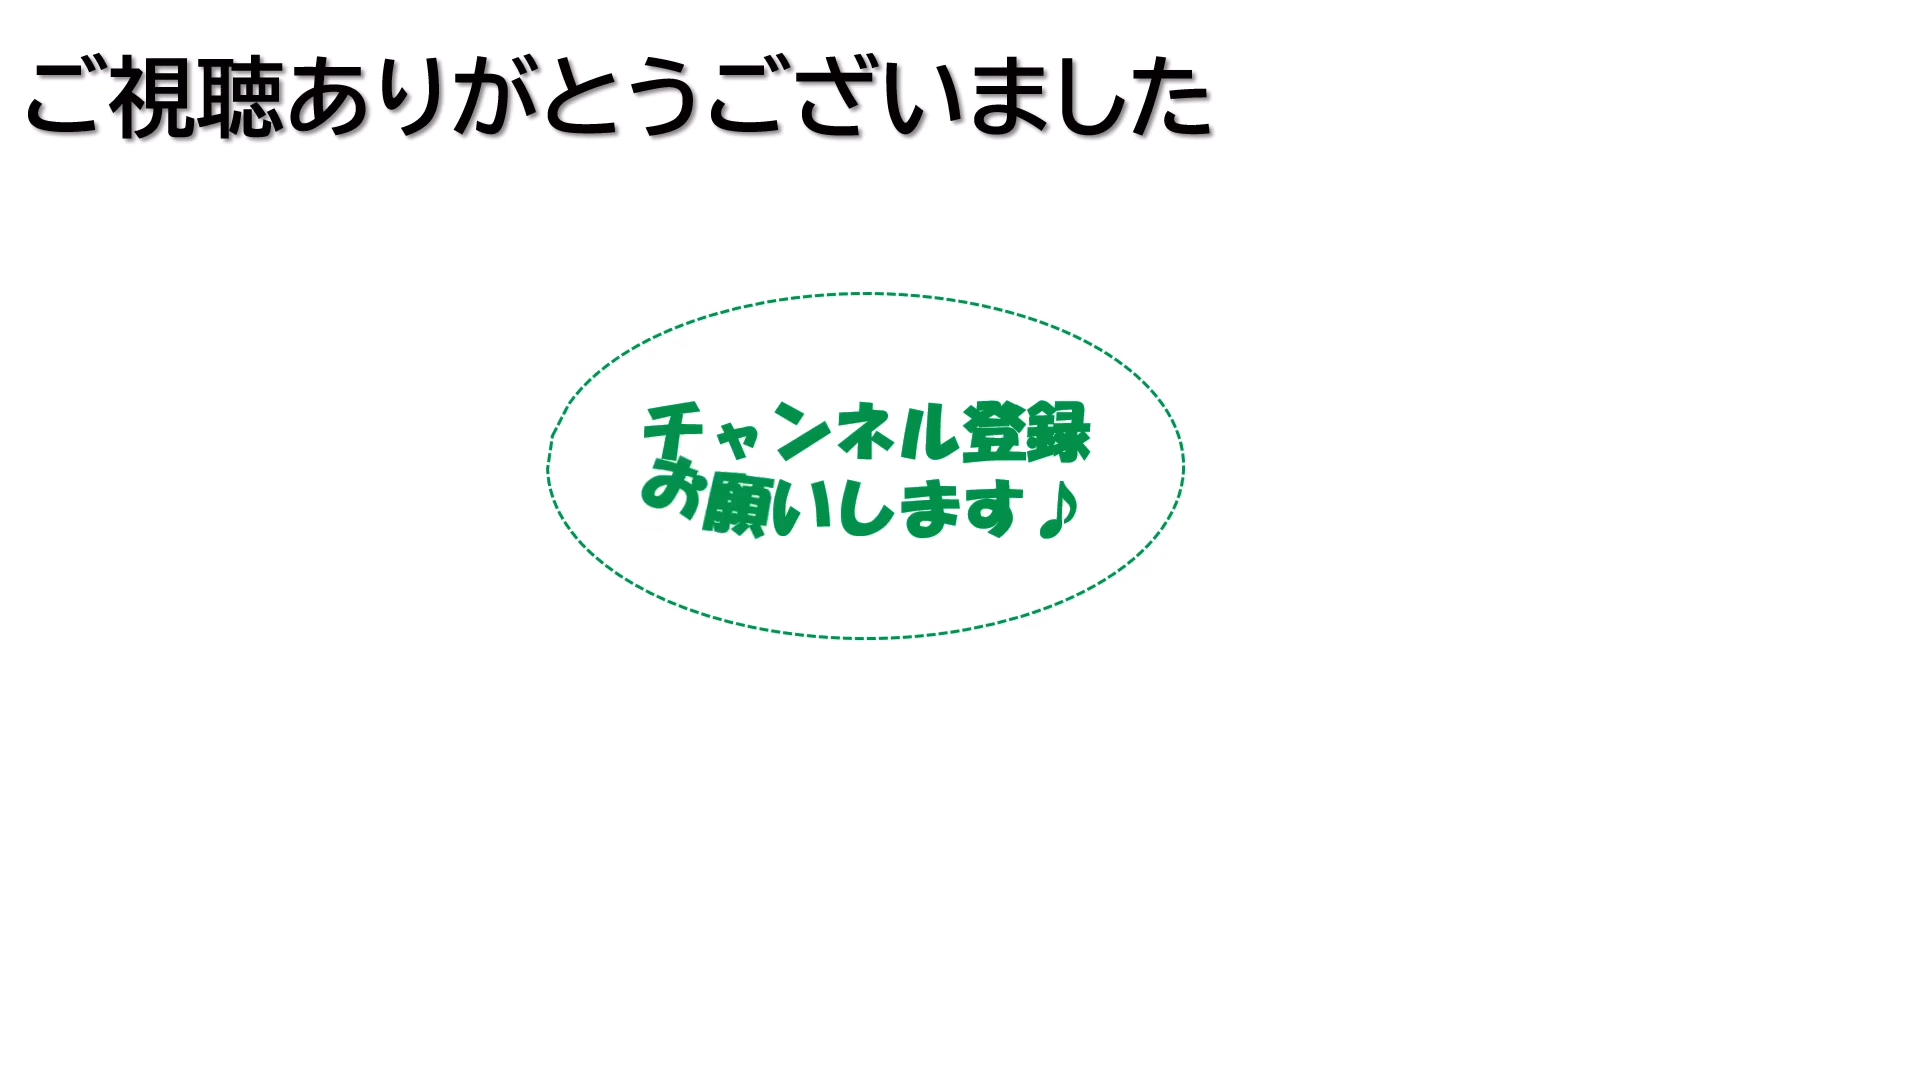 ご視聴ありがとうございました
チャンネル登録
お願いします♪